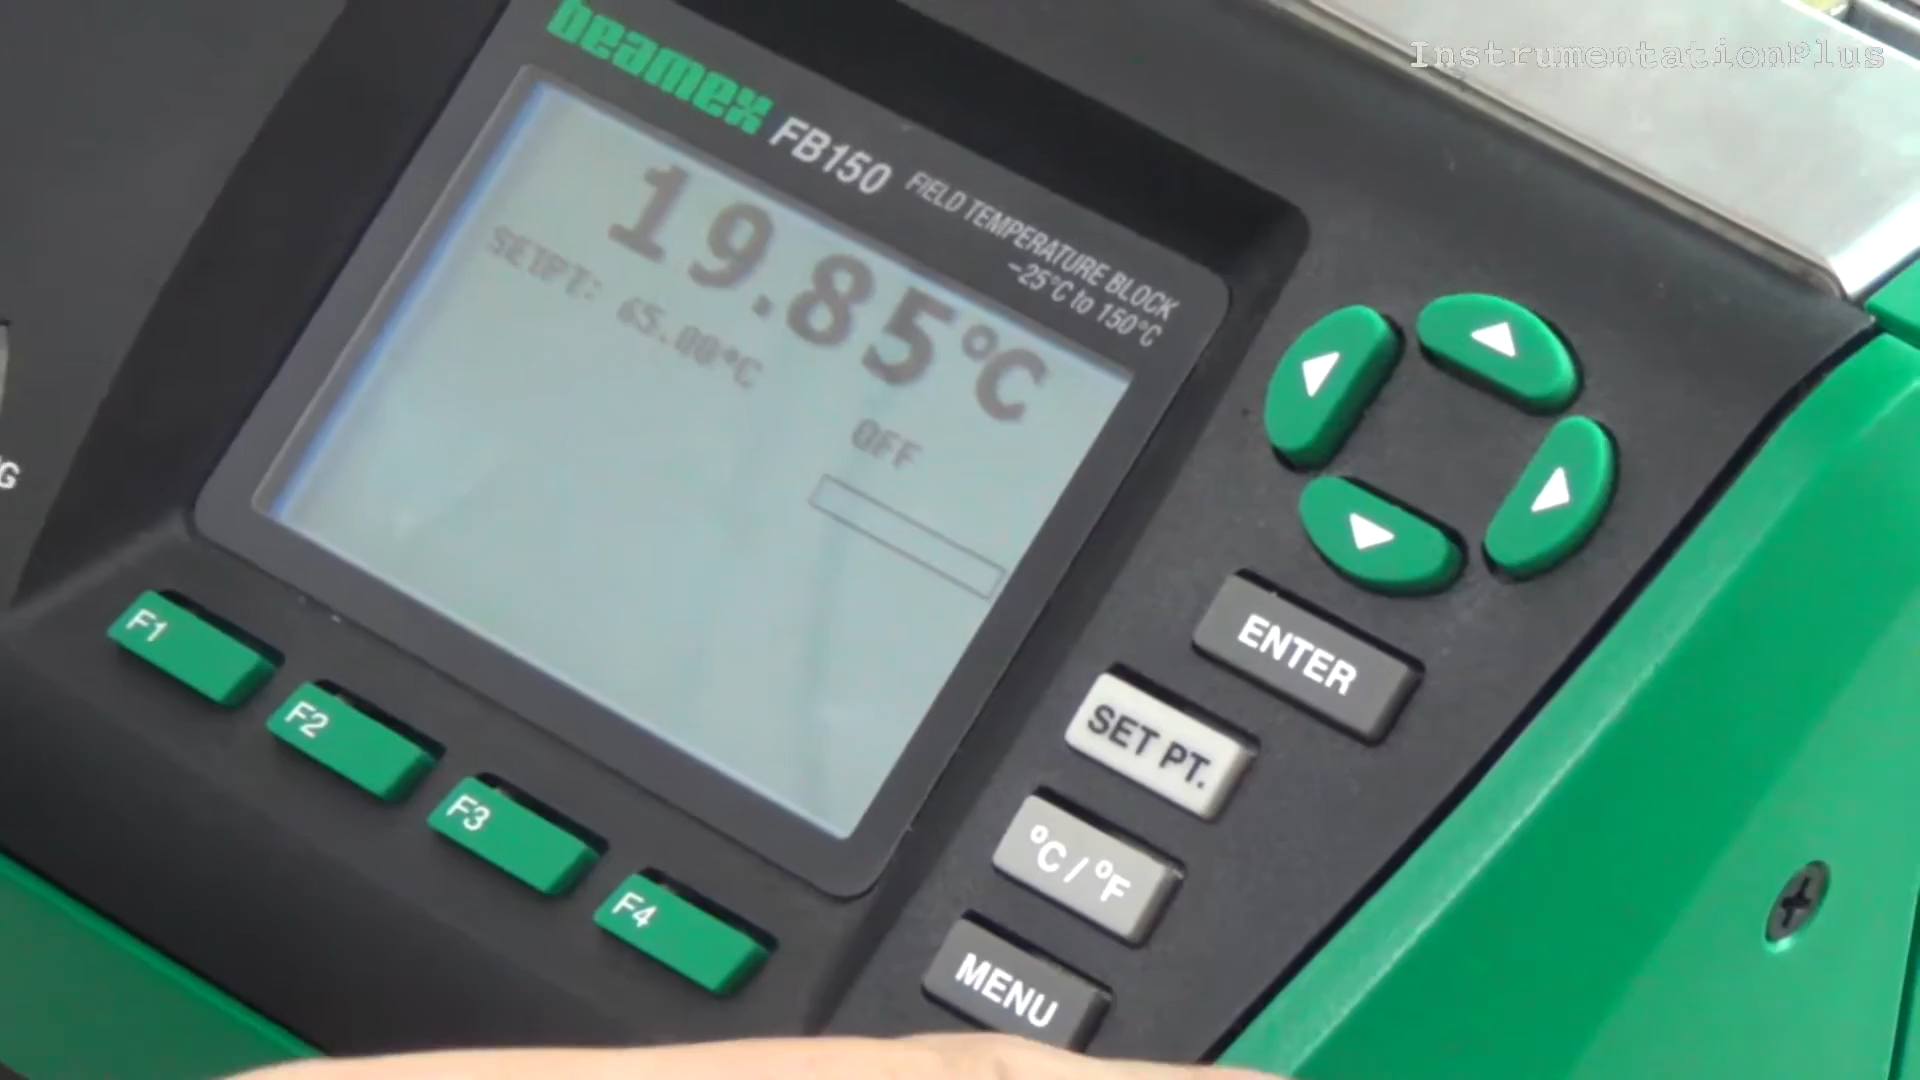 InstrumentationPlus
beamex FB150 FIELD TEMPERATURE BLOCK
-25°C to 150°C
19.85°C
SETPT: 65.00°C
OFF
G
F1
F2
F3
F4
ENTER
SET PT.
°C/°F
MENU